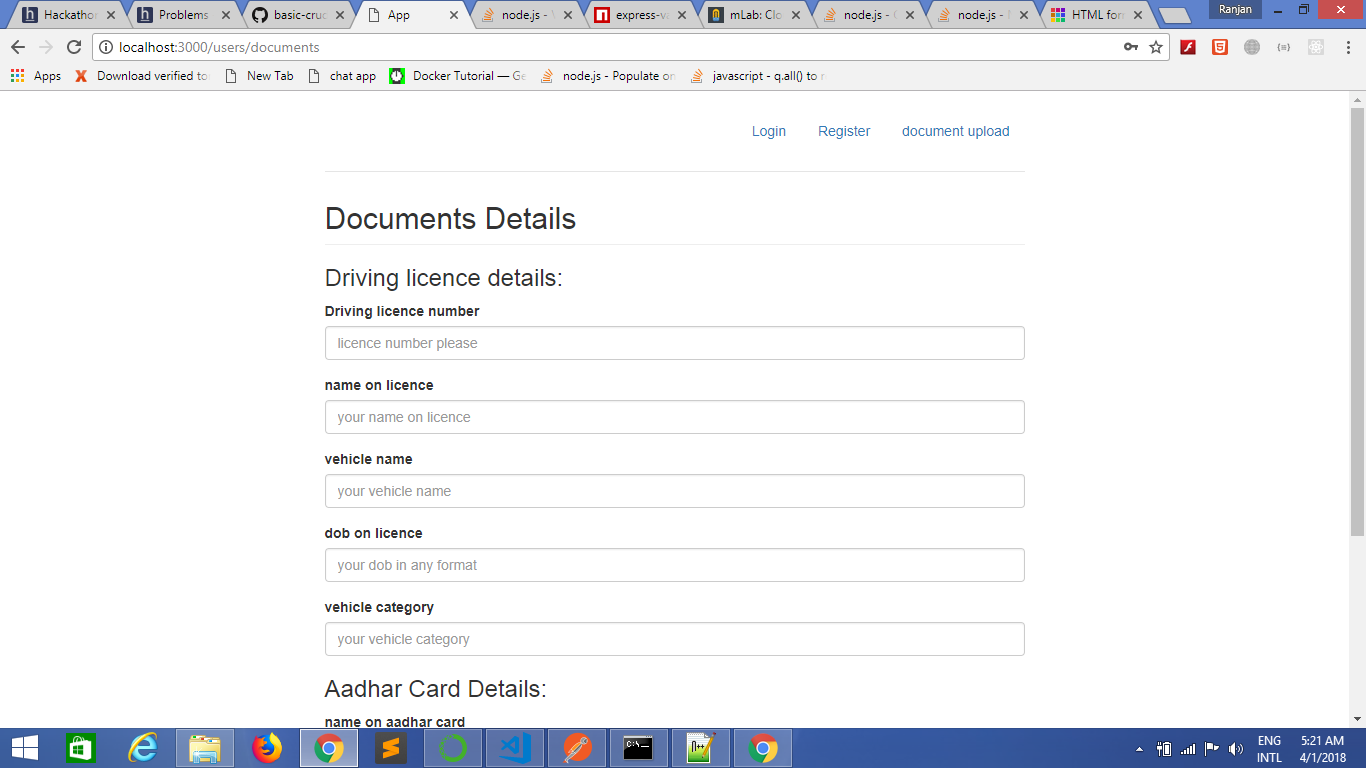 Hackathon
Problems
basic-cruc
App
node.js - V
express-va
mLab: Clo
node.js - C
node.js -
HTML form
Ranjan
localhost:3000/users/documents
Apps
Download verified to
New Tab
chat app
Docker Tutorial — Ge
node.js - Populate on
javascript - q.all() to r
Login
Register
document upload
Documents Details
Driving licence details:
Driving licence number
licence number please
name on licence
your name on licence
vehicle name
your vehicle name
dob on licence
your dob in any format
vehicle category
your vehicle category
Aadhar Card Details:
name on aadhar card
ENG
INTL
5:21 AM
4/1/2018